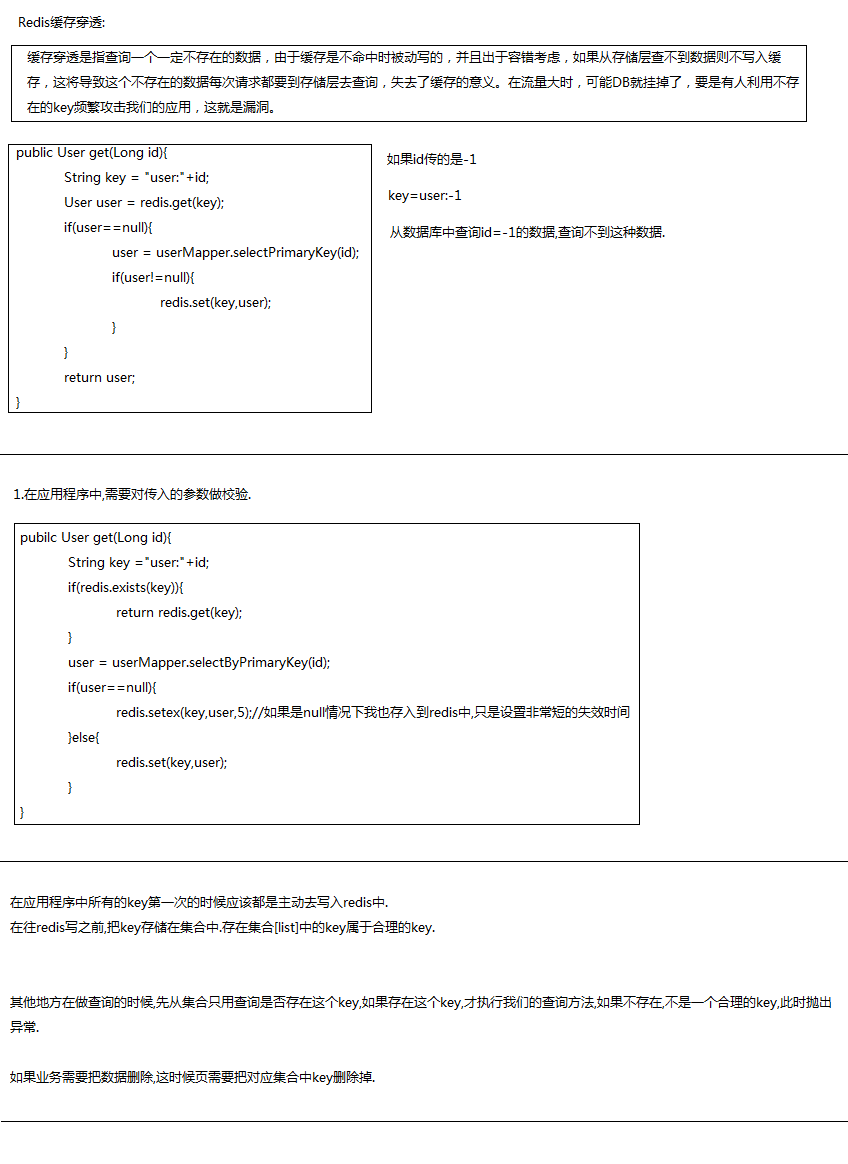 Redis缓存穿透:
缓存穿透是指查询一个一定不存在的数据，由于缓存是不命中时被动写的，并且出于容错考虑，如果从存储层查不到数据则不写入缓
存，这将导致这个不存在的数据每次请求都要到存储层去查询，失去了缓存的意义。在流量大时，可能DB就挂掉了，要是有人利用不存
在的key频繁攻击我们的应用，这就是漏洞。
public User get(Long id){
String key = "user:"+id;
User user = redis.get(key);
if(user==null){
user = userMapper.selectPrimaryKey(id);
if(user!=null){
redis.set(key,user);
}
}
return user;
}
如果id传的是-1
key=user:-1
从数据库中查询id=-1的数据,查询不到这种数据.
1.在应用程序中,需要对传入的参数做校验.
pubilc User get(Long id){
String key ="user:"+id;
if(redis.exists(key)){
return redis.get(key);
}
user = userMapper.selectByPrimaryKey(id);
if(user==null){
redis.setex(key,user,5);//如果是null情况下我也存入到redis中,只是设置非常短的失效时间
}else{
redis.set(key,user);
}
}
在应用程序中所有的key第一次的时候应该都是主动去写入redis中.
在往redis写之前,把key存储在集合中.存在集合[list]中的key属于合理的key.
其他地方在做查询的时候,先从集合只用查询是否存在这个key,如果存在这个key,才执行我们的查询方法,如果不存在,不是一个合理的key,此时抛出
异常.
如果业务需要把数据删除,这时候页需要把对应集合中key删除掉.